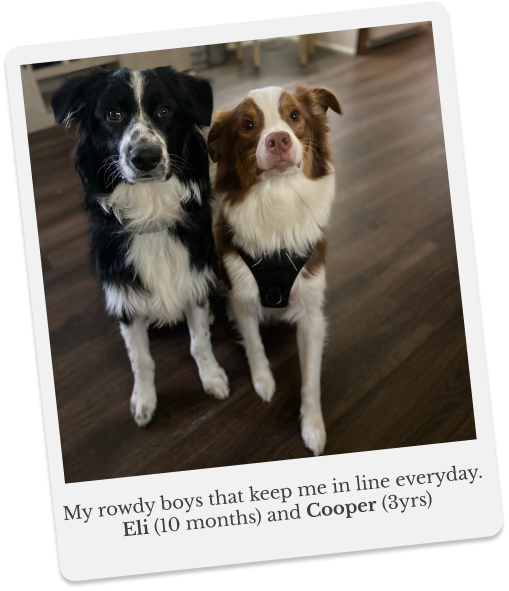 My rowdy boys that keep me in line everyday.
Eli (10 months) and Cooper (3yrs)